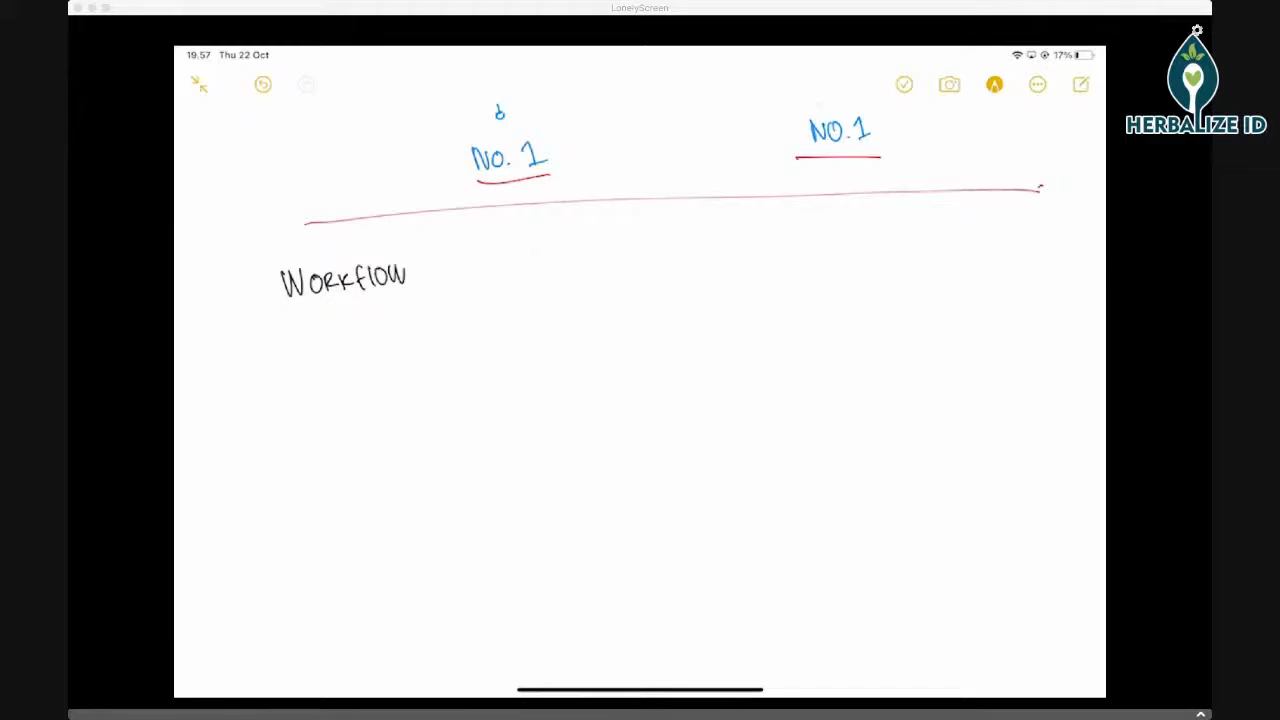 LonelyScreen
19.57 Thu 22 Oct
17%
HERBALIZE ID
NO. 1
NO.1
WORKFlOW